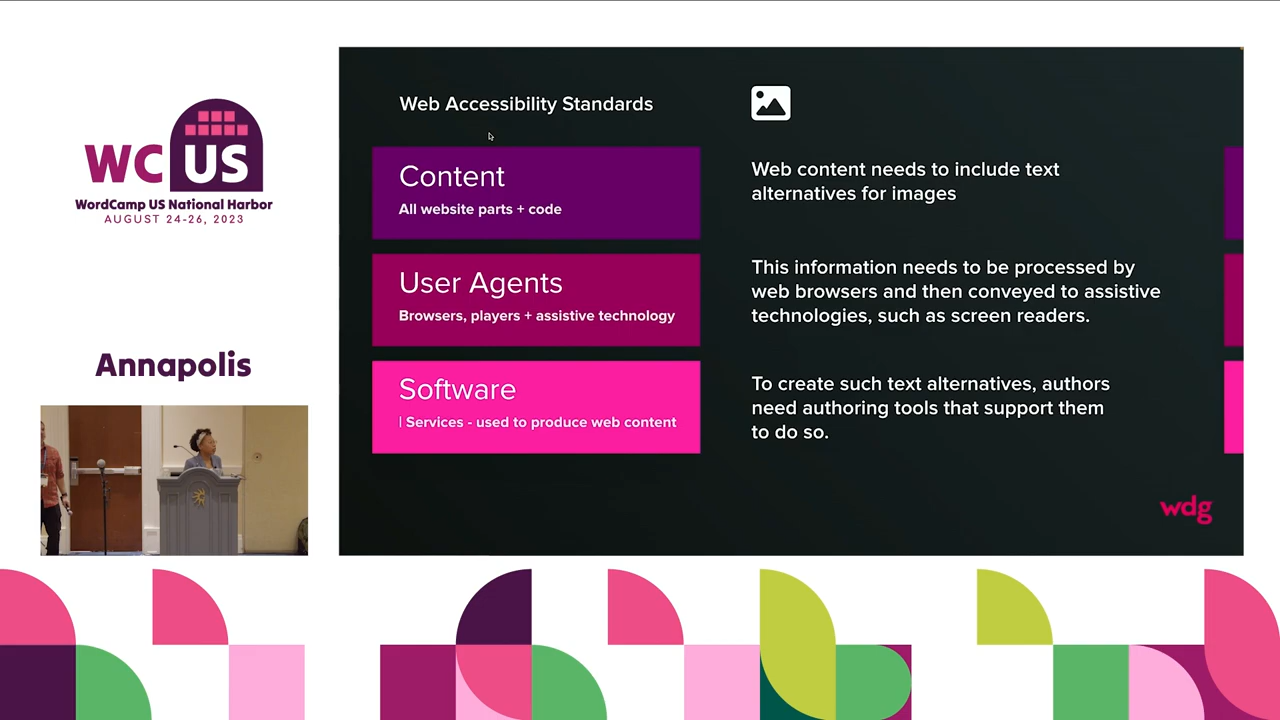 WC US
WordCamp US National Harbor
AUGUST 24-26, 2023
Annapolis
Web Accessibility Standards
Content
All website parts + code
Web content needs to include text
alternatives for images
User Agents
Browsers, players + assistive technology
This information needs to be processed by
web browsers and then conveyed to assistive
technologies, such as screen readers.
Software
| Services - used to produce web content
To create such text alternatives, authors
need authoring tools that support them
to do so.
wdg